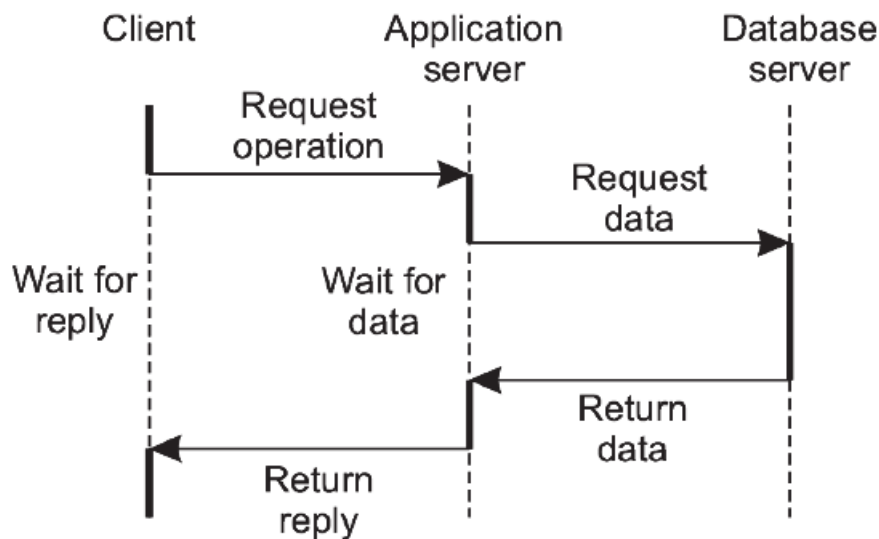 Client
Application
server
Database
server
Request
operation
Request
data
Wait for
reply
Wait for
data
Return
data
Return
reply